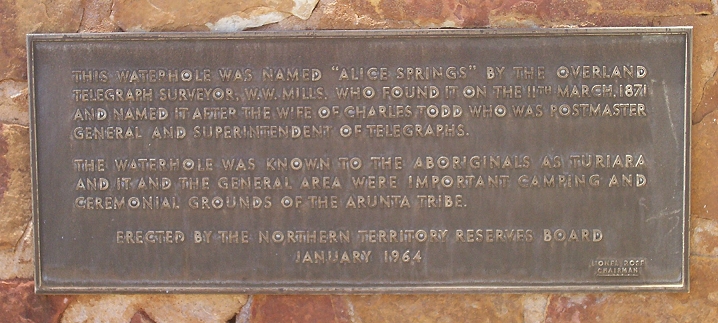 THIS WATERHOLE WAS NAMED "ALICE SPRINGS" BY THE OVERLAND
TELEGRAPH SURVEYOR, W.W. MILLS, WHO FOUND IT ON THE 11TH MARCH, 1871
AND NAMED IT AFTER THE WIFE OF CHARLES TODD WHO WAS POSTMASTER
GENERAL AND SUPERINTENDENT OF TELEGRAPHS.
THE WATERHOLE WAS KNOWN TO THE ABORIGINALS AS TURIARA
AND IT AND THE GENERAL AREA WERE IMPORTANT CAMPING AND
CEREMONIAL GROUNDS OF THE ARUNTA TRIBE.
ERECTED BY THE NORTHERN TERRITORY RESERVES BOARD
JANUARY 1964
LIONEL ROSE
CHAIRMAN